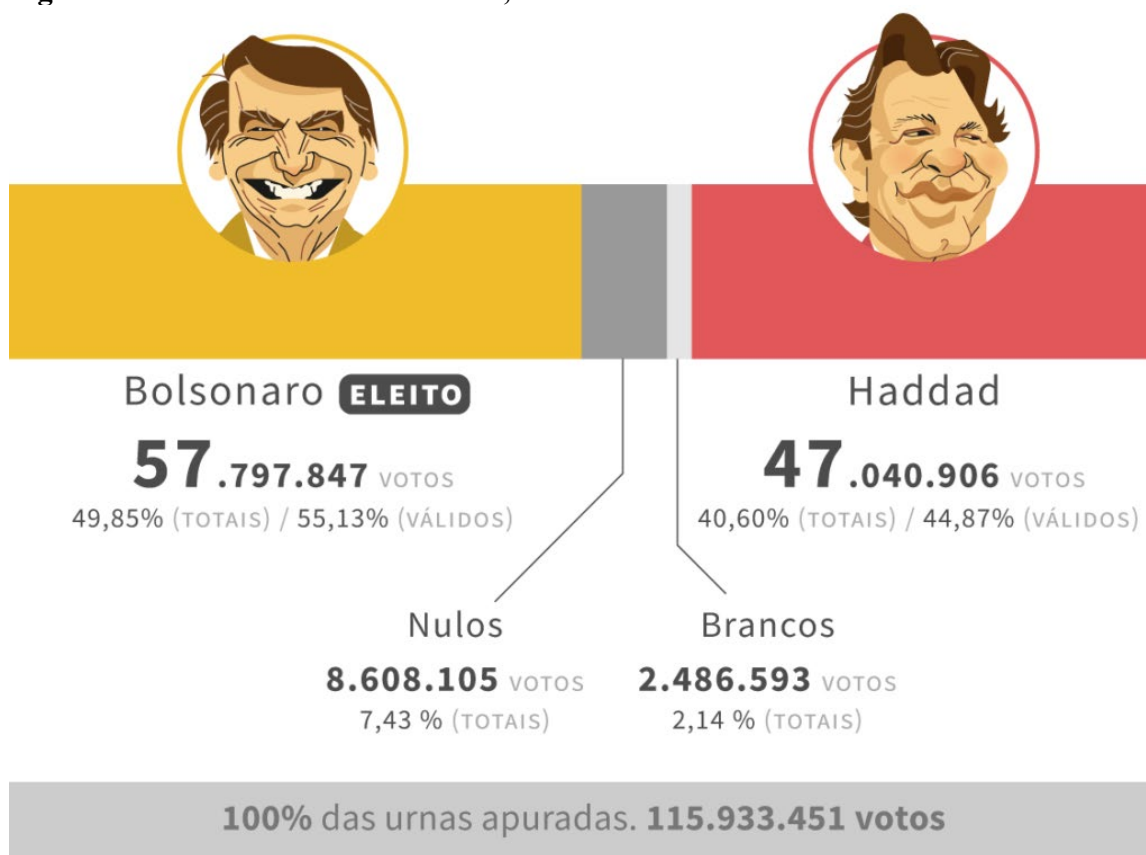 Bolsonaro ELEITO
57.797.847 VOTOS
49,85% (TOTAIS) / 55,13% (VÁLIDOS)
Haddad
47.040.906 VOTOS
40,60% (TOTAIS) / 44,87% (VÁLIDOS)
Nulos
8.608.105 VOTOS
7,43 % (TOTAIS)
Brancos
2.486.593 VOTOS
2,14 % (TOTAIS)
100% das urnas apuradas. 115.933.451 votos